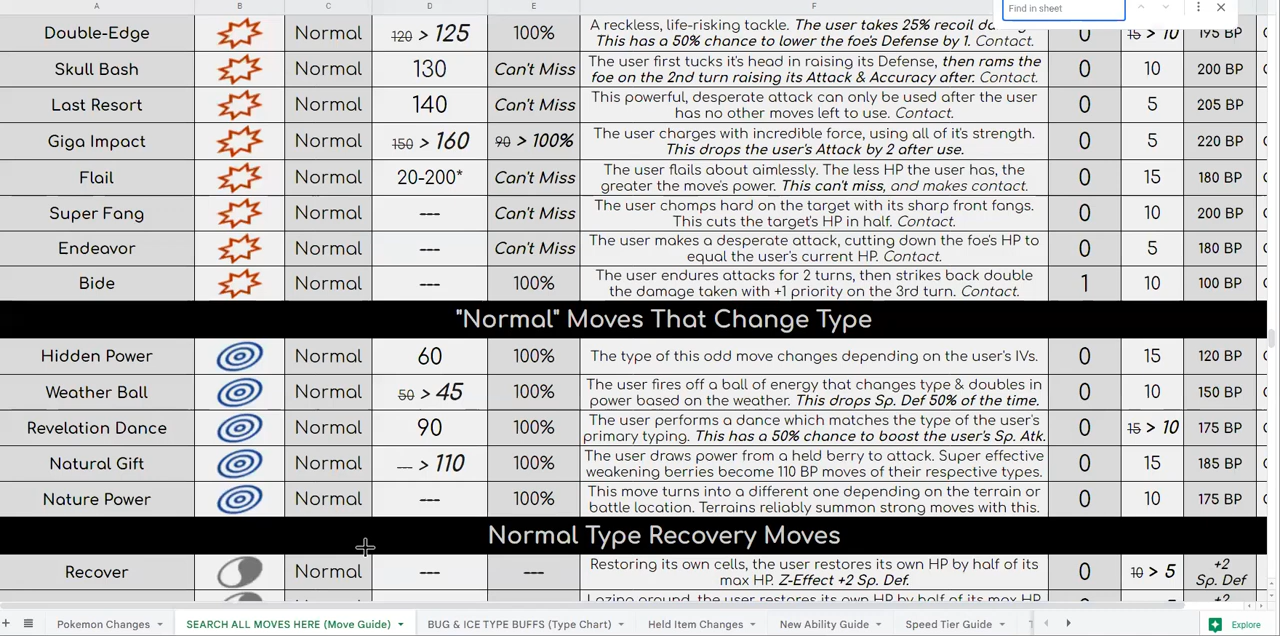 A B C D E F
Find in sheet
Double-Edge Normal 120 > 125 100% A reckless, life-risking tackle. The user takes 25% recoil
This has a 50% chance to lower the foe's Defense by 1. Contact. 0 15 > 10 195 BP
Skull Bash Normal 130 Can't Miss The user first tucks it's head in raising its Defense, then rams the
foe on the 2nd turn raising its Attack & Accuracy after. Contact. 0 10 200 BP
Last Resort Normal 140 Can't Miss This powerful, desperate attack can only be used after the user
has no other moves left to use. Contact. 0 5 205 BP
Giga Impact Normal 150 > 160 90 > 100% The user charges with incredible force, using all of it's strength.
This drops the user's Attack by 2 after use. 0 5 220 BP
Flail Normal 20-200* Can't Miss The user flails about aimlessly. The less HP the user has, the
greater the move's power. This can't miss, and makes contact. 0 15 180 BP
Super Fang Normal --- Can't Miss The user chomps hard on the target with its sharp front fangs.
This cuts the target's HP in half. Contact. 0 10 200 BP
Endeavor Normal --- Can't Miss The user makes a desperate attack, cutting down the foe's HP to
equal the user's current HP. Contact. 0 5 180 BP
Bide Normal --- 100% The user endures attacks for 2 turns, then strikes back double
the damage taken with +1 priority on the 3rd turn. Contact. 1 10 100 BP
"Normal" Moves That Change Type
Hidden Power Normal 60 100% The type of this odd move changes depending on the user's IVs. 0 15 120 BP
Weather Ball Normal 50 > 45 100% The user fires off a ball of energy that changes type & doubles in
power based on the weather. This drops Sp. Def 50% of the time. 0 10 150 BP
Revelation Dance Normal 90 100% The user performs a dance which matches the type of the user's
primary typing. This has a 50% chance to boost the user's Sp. Atk. 0 15 > 10 175 BP
Natural Gift Normal --- > 110 100% The user draws power from a held berry to attack. Super effective
weakening berries become 110 BP moves of their respective types. 0 15 185 BP
Nature Power Normal --- 100% This move turns into a different one depending on the terrain or
battle location. Terrains reliably summon strong moves with this. 0 10 175 BP
Normal Type Recovery Moves
Recover Normal --- --- Restoring its own cells, the user restores its own HP by half of its
max HP. Z-Effect +2 Sp. Def. 0 10 > 5 +2
Sp. Def
Lazing around, the user restores its own HP by half of its max HP
+ Pokemon Changes SEARCH ALL MOVES HERE (Move Guide) BUG & ICE TYPE BUFFS (Type Chart) Held Item Changes New Ability Guide Speed Tier Guide Explore